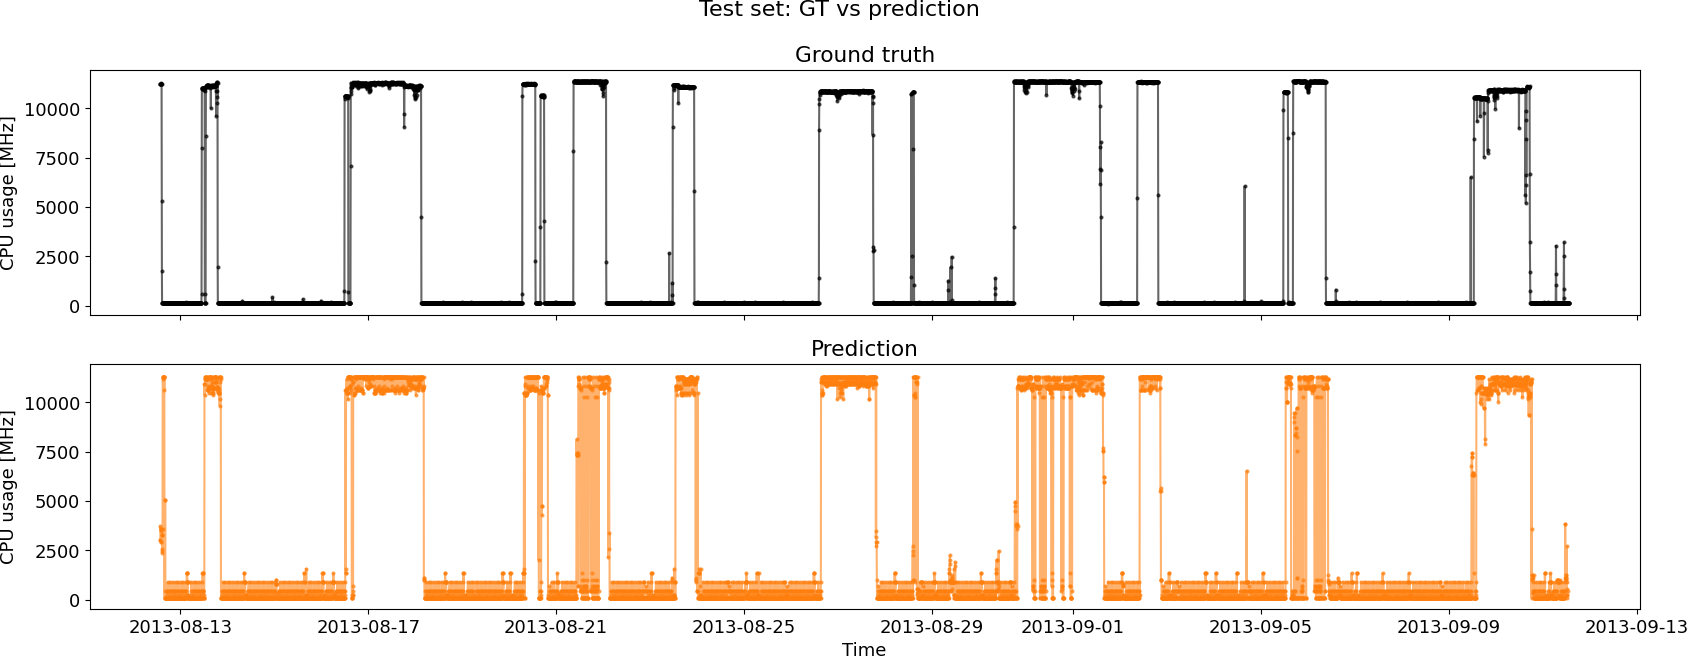 Test set: GT vs prediction
Ground truth
CPU usage [MHz]
10000
7500
5000
2500
0
Prediction
CPU usage [MHz]
10000
7500
5000
2500
0
2013-08-13 2013-08-17 2013-08-21 2013-08-25 2013-08-29 2013-09-01 2013-09-05 2013-09-09 2013-09-13
Time